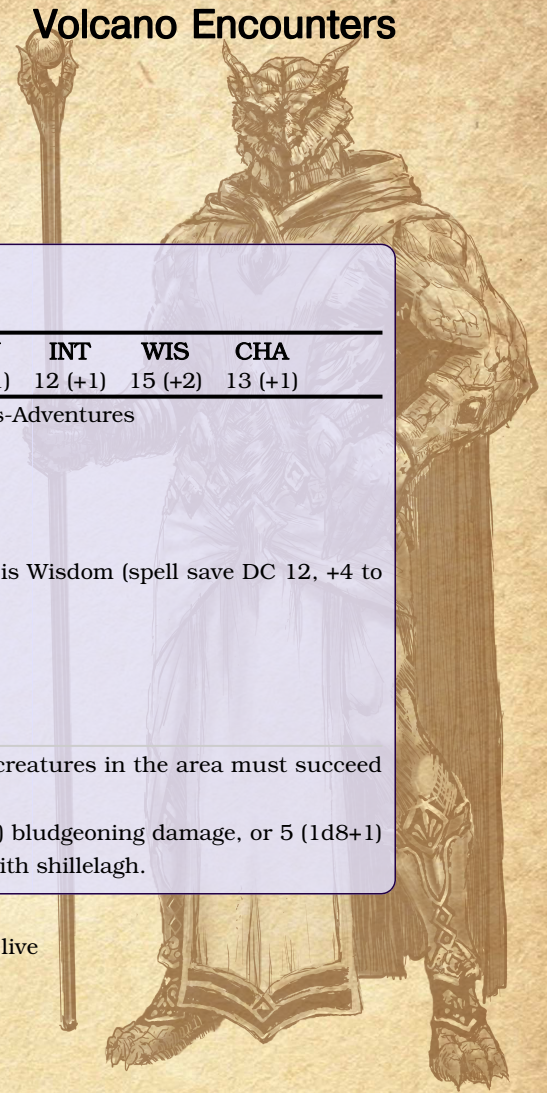 Volcano Encounters
INT WIS CHA
) 12 (+1) 15 (+2) 13 (+1)
s-Adventures
is Wisdom (spell save DC 12, +4 to
creatures in the area must succeed
) bludgeoning damage, or 5 (1d8+1)
ith shillelagh.
live